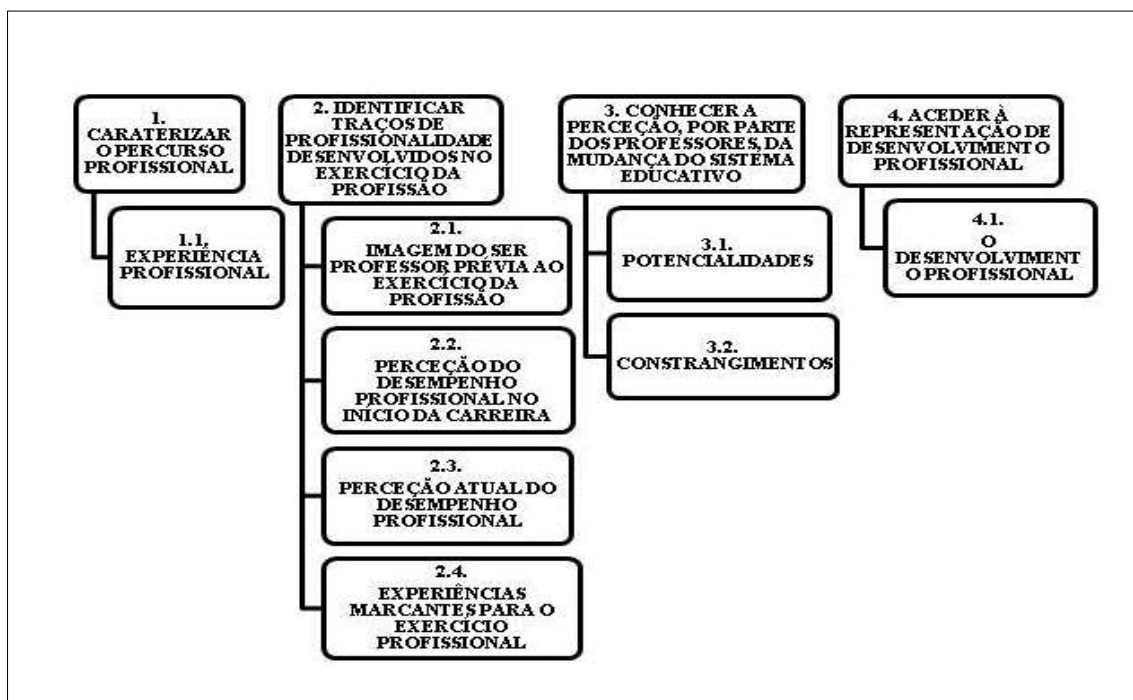 1.
CARATERIZAR
O PERCURSO
PROFISSIONAL
1.1.
EXPERIÊNCIA
PROFISSIONAL
2. IDENTIFICAR
TRAÇOS DE
PROFISSIONALIDADE
DESENVOLVIDOS NO
EXERCÍCIO DA
PROFISSÃO
2.1.
IMAGEM DO SER
PROFESSOR PRÉVIA AO
EXERCÍCIO DA
PROFISSÃO
2.2.
PERCEÇÃO DO
DESEMPENHO
PROFISSIONAL NO
INÍCIO DA CARREIRA
2.3.
PERCEÇÃO ATUAL DO
DESEMPENHO
PROFISSIONAL
2.4.
EXPERIÊNCIAS
MARCANTES PARA O
EXERCÍCIO
PROFISSIONAL
3. CONHECER A
PERCEÇÃO, POR PARTE
DOS PROFESSORES, DA
MUDANÇA DO SISTEMA
EDUCATIVO
3.1.
POTENCIALIDADES
3.2.
CONSTRANGIMENTOS
4. ACEDER À
REPRESENTAÇÃO DE
DESENVOLVIMENTO
PROFISSIONAL
4.1.
O
DESENVOLVIMENT
O PROFISSIONAL